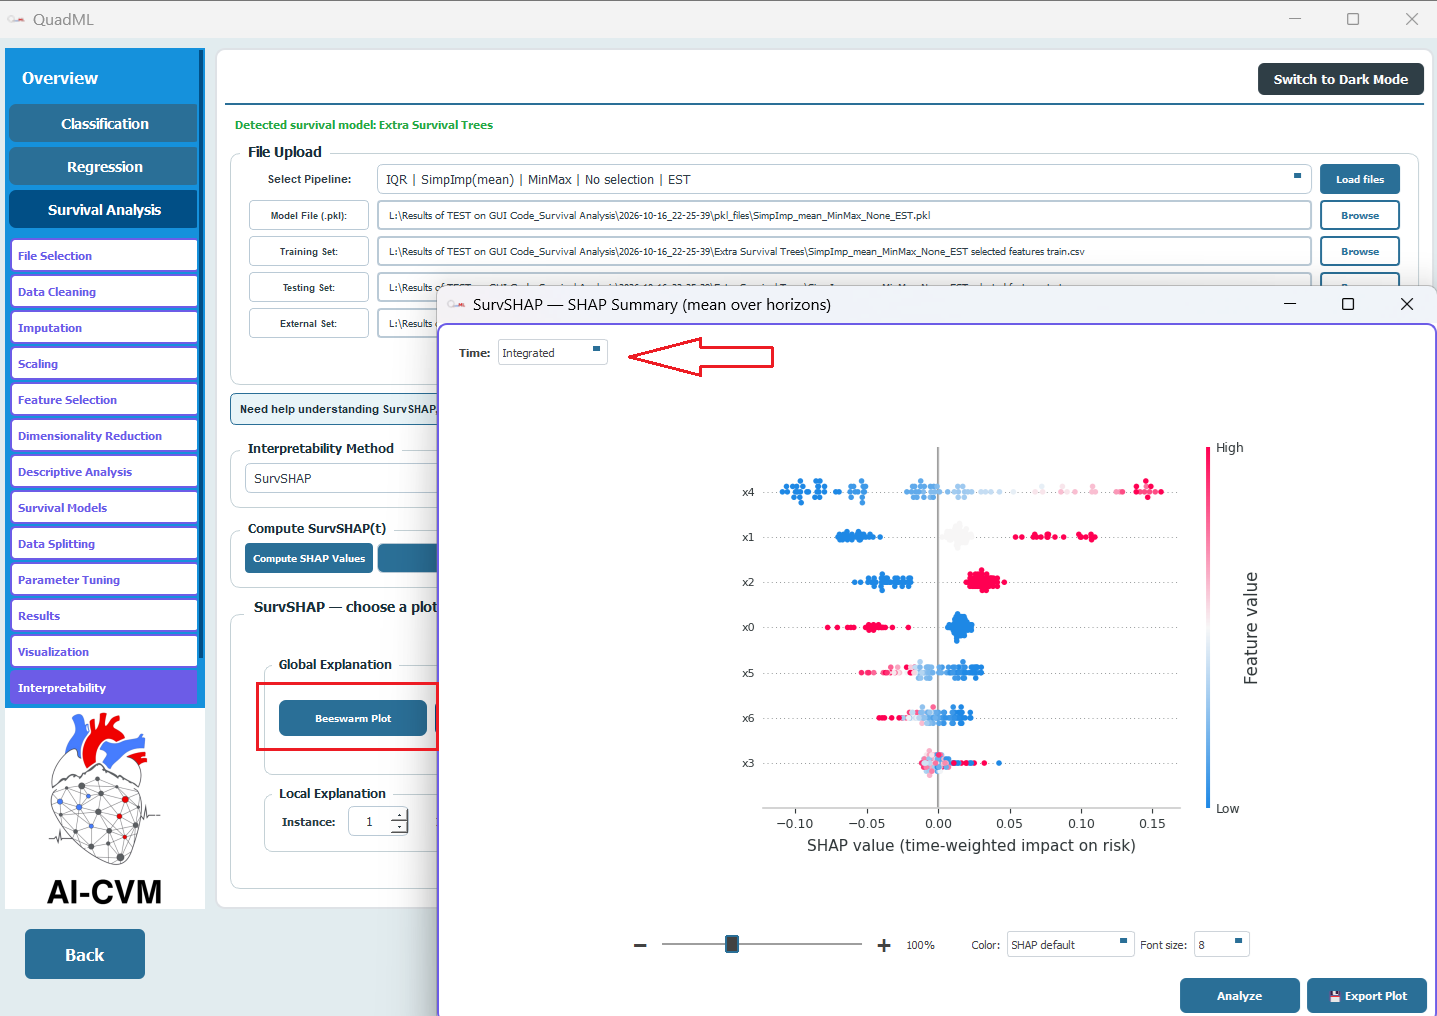 QuadML
Overview
Classification
Regression
Survival Analysis
File Selection
Data Cleaning
Imputation
Scaling
Feature Selection
Dimensionality Reduction
Descriptive Analysis
Survival Models
Data Splitting
Parameter Tuning
Results
Visualization
Interpretability
AI-CVM
Back
Switch to Dark Mode
Detected survival model: Extra Survival Trees
File Upload
Select Pipeline:
IQR | SimpImp(mean) | MinMax | No selection | EST
Load files
Model File (.pkl):
L:\Results of TEST on GUI Code_Survival Analysis\2026-10-16_22-25-39\pkl_files\SimpImp_mean_MinMax_None_EST.pkl
Browse
Training Set:
L:\Results of TEST on GUI Code_Survival Analysis\2026-10-16_22-25-39\Extra Survival Trees\SimpImp_mean_MinMax_None_EST selected features train.csv
Browse
Testing Set:
External Set:
L:\Results
Need help understanding SurvSHAP,
Interpretability Method
SurvSHAP
Compute SurvSHAP(t)
Compute SHAP Values
SurvSHAP — choose a plot
Global Explanation
Beeswarm Plot
Local Explanation
Instance: 1
SurvSHAP — SHAP Summary (mean over horizons)
Time: Integrated
High
x4
x1
x2
x0
x5
x6
x3
Feature value
Low
−0.10 −0.05 0.00 0.05 0.10 0.15
SHAP value (time-weighted impact on risk)
− + 100% Color: SHAP default Font size: 8
Analyze
Export Plot